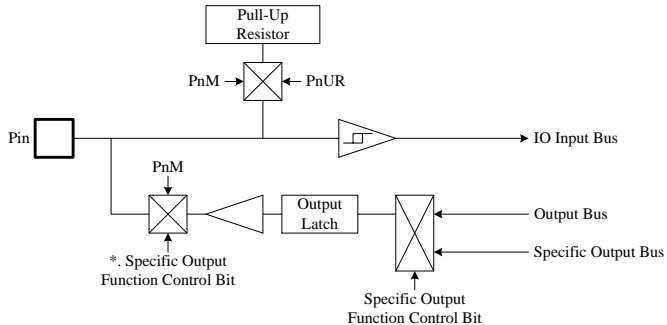 Pull-Up
Resistor
PnM
PnUR
Pin
IO Input Bus
PnM
Output
Latch
Output Bus
*. Specific Output
Function Control Bit
Specific Output Bus
Specific Output
Function Control Bit